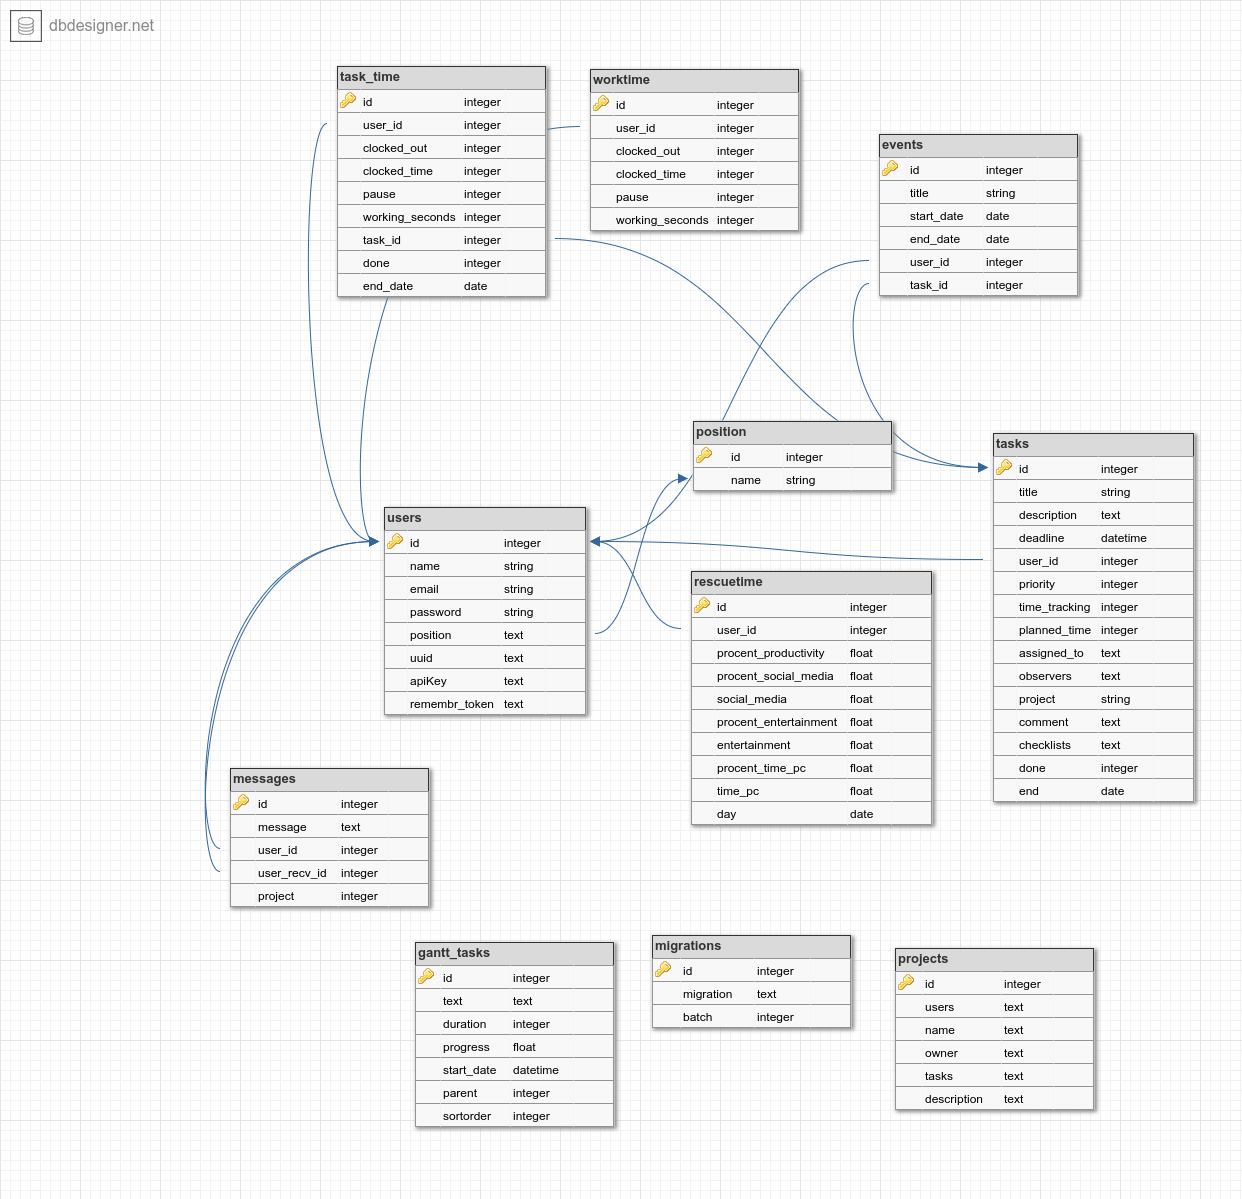 dbdesigner.net
task_time
id integer
user_id integer
clocked_out integer
clocked_time integer
pause integer
working_seconds integer
task_id integer
done integer
end_date date
worktime
id integer
user_id integer
clocked_out integer
clocked_time integer
pause integer
working_seconds integer
events
id integer
title string
start_date date
end_date date
user_id integer
task_id integer
position
id integer
name string
tasks
id integer
title string
description text
deadline datetime
user_id integer
priority integer
time_tracking integer
planned_time integer
assigned_to text
observers text
project string
comment text
checklists text
done integer
end date
users
id integer
name string
email string
password string
position text
uuid text
apiKey text
remembr_token text
rescuetime
id integer
user_id integer
procent_productivity float
procent_social_media float
social_media float
procent_entertainment float
entertainment float
procent_time_pc float
time_pc float
day date
messages
id integer
message text
user_id integer
user_recv_id integer
project integer
gantt_tasks
id integer
text text
duration integer
progress float
start_date datetime
parent integer
sortorder integer
migrations
id integer
migration text
batch integer
projects
id integer
users text
name text
owner text
tasks text
description text